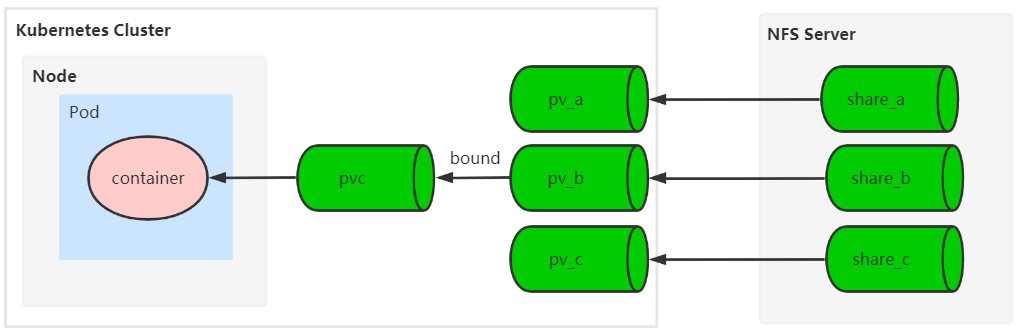 Kubernetes Cluster
NFS Server
Node
Pod
container
pvc
bound
pv_a
pv_b
pv_c
share_a
share_b
share_c